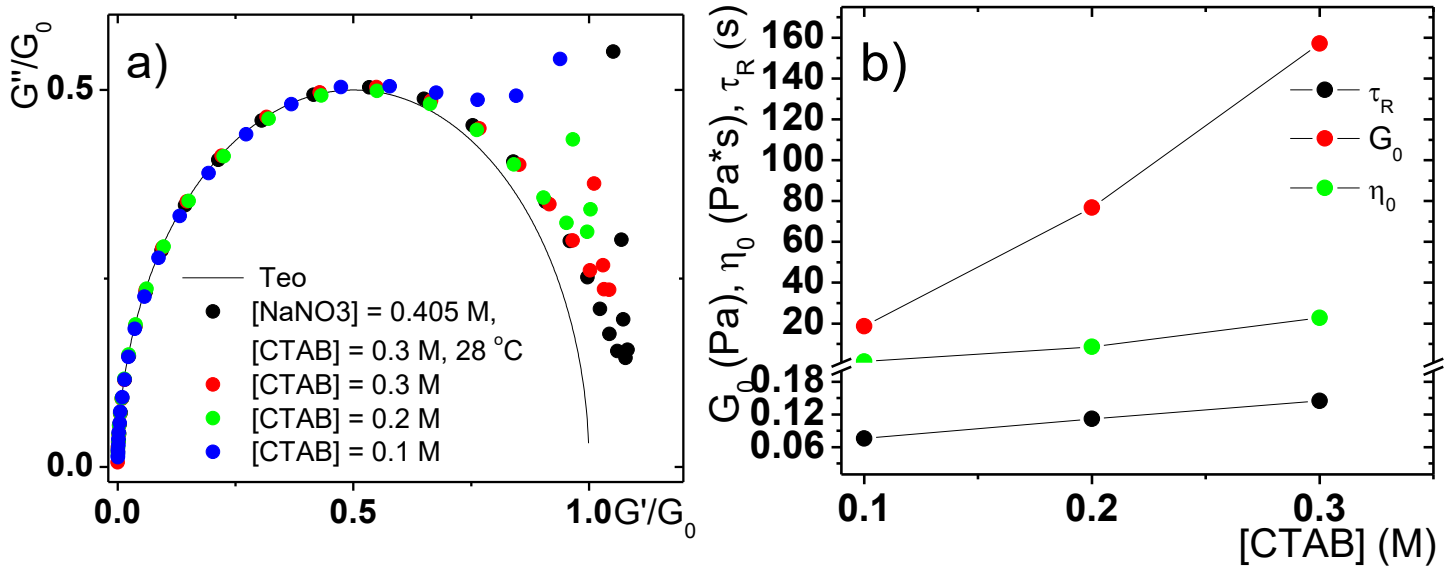 a)
G''/G0
0.5
0.0
Teo
[NaNO3] = 0.405 M,
[CTAB] = 0.3 M, 28 °C
[CTAB] = 0.3 M
[CTAB] = 0.2 M
[CTAB] = 0.1 M
0.0 0.5 1.0 G'/G0
b)
G0 (Pa), η0 (Pa*s), τR (s)
160
140
120
100
80
60
40
20
0.18
0.12
0.06
τR
G0
η0
0.1 0.2 0.3
[CTAB] (M)